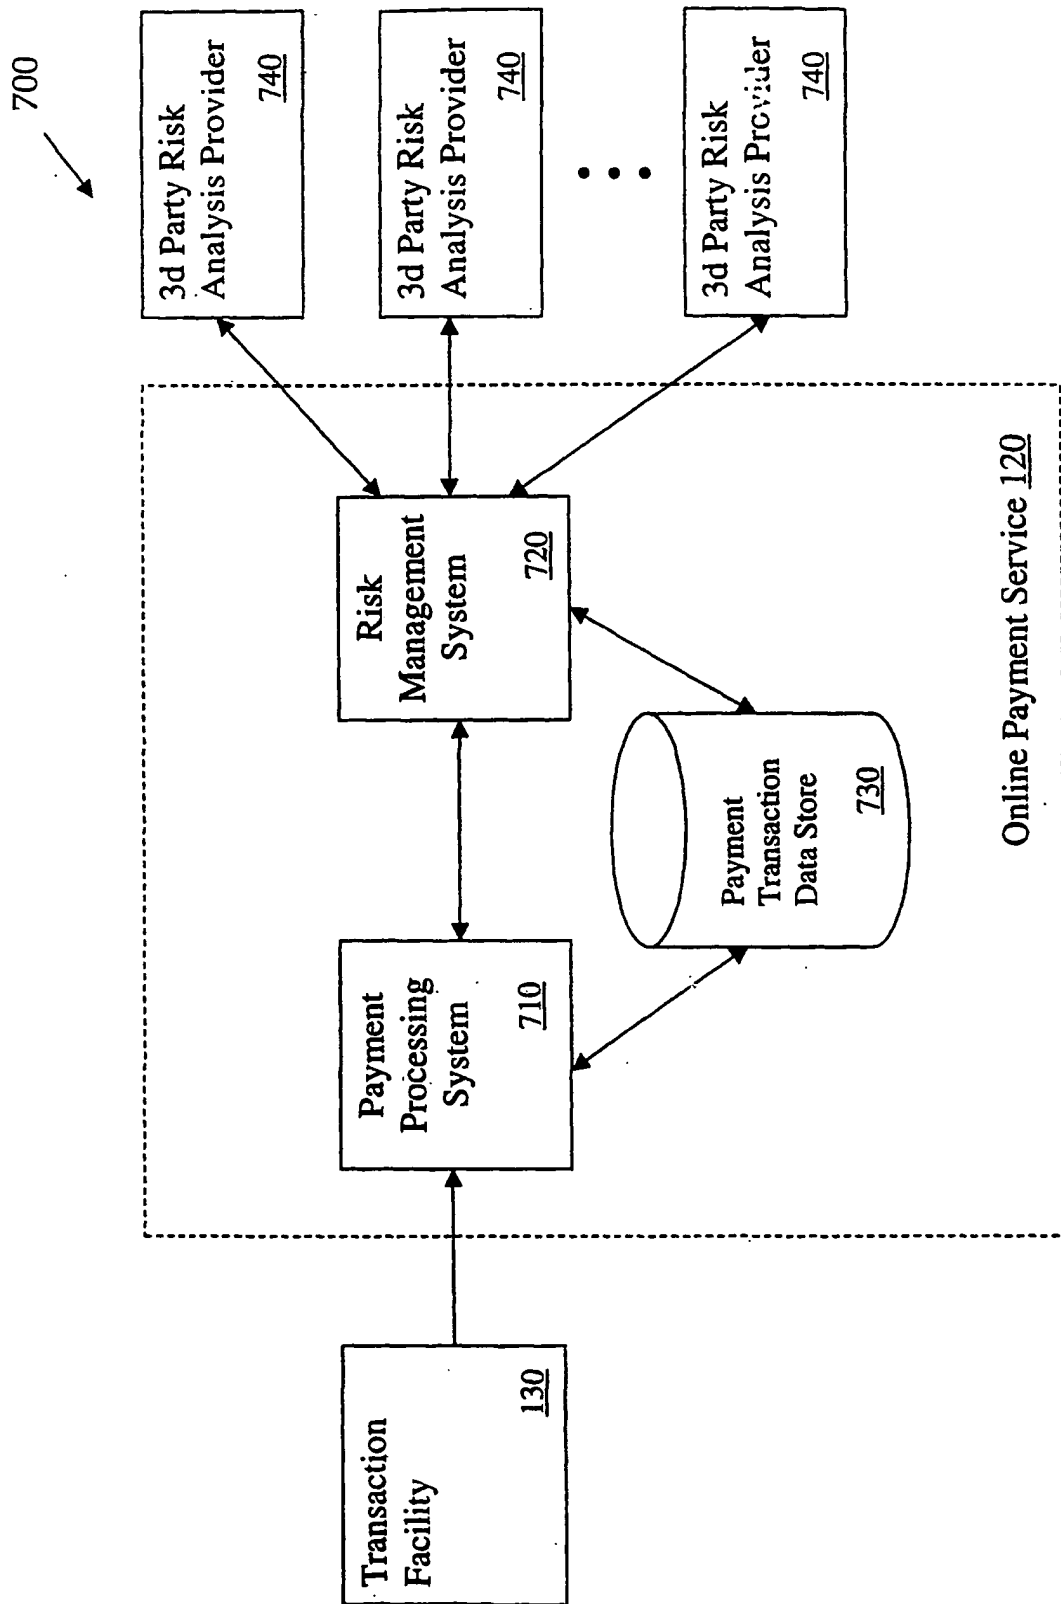 700
Transaction
Facility
130
Payment
Processing
System
710
Risk
Management
System
720
Payment
Transaction
Data Store
730
Online Payment Service 120
3d Party Risk
Analysis Provider
740
3d Party Risk
Analysis Provider
740
3d Party Risk
Analysis Provider
740